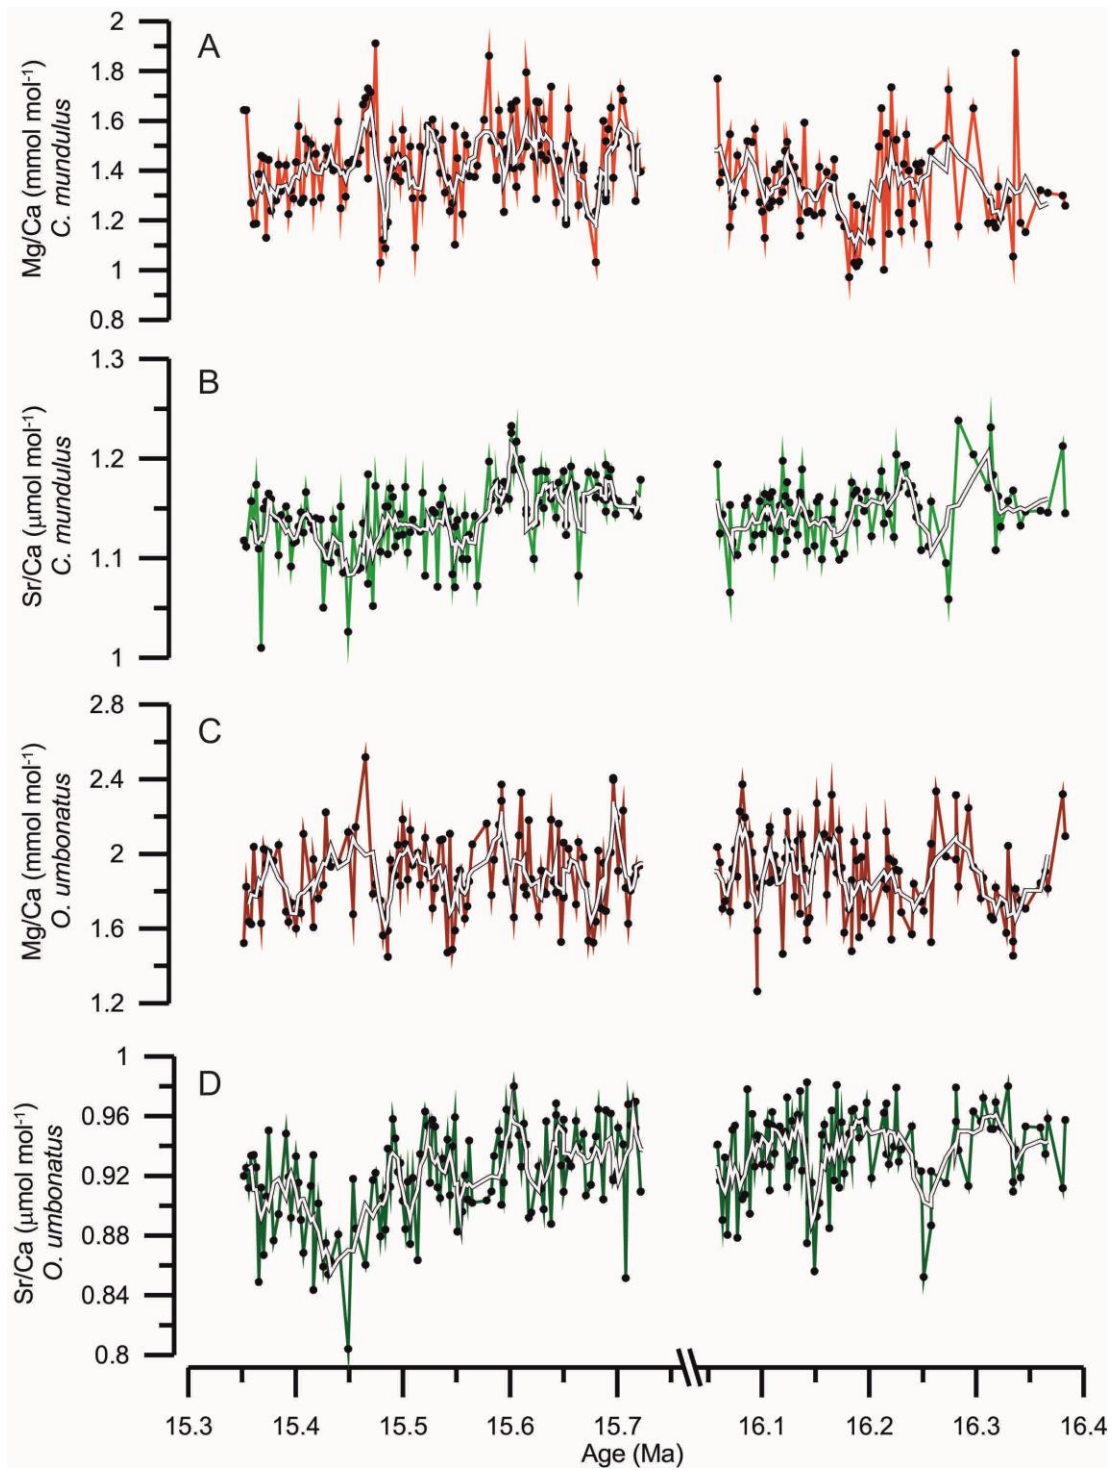 A
Mg/Ca (mmol mol-1)
C. mundulus
2
1.8
1.6
1.4
1.2
1
0.8
B
Sr/Ca (μmol mol-1)
C. mundulus
1.3
1.2
1.1
1
C
Mg/Ca (mmol mol-1)
O. umbonatus
2.8
2.4
2
1.6
1.2
D
Sr/Ca (μmol mol-1)
O. umbonatus
1
0.96
0.92
0.88
0.84
0.8
15.3 15.4 15.5 15.6 15.7 16.1 16.2 16.3 16.4
Age (Ma)